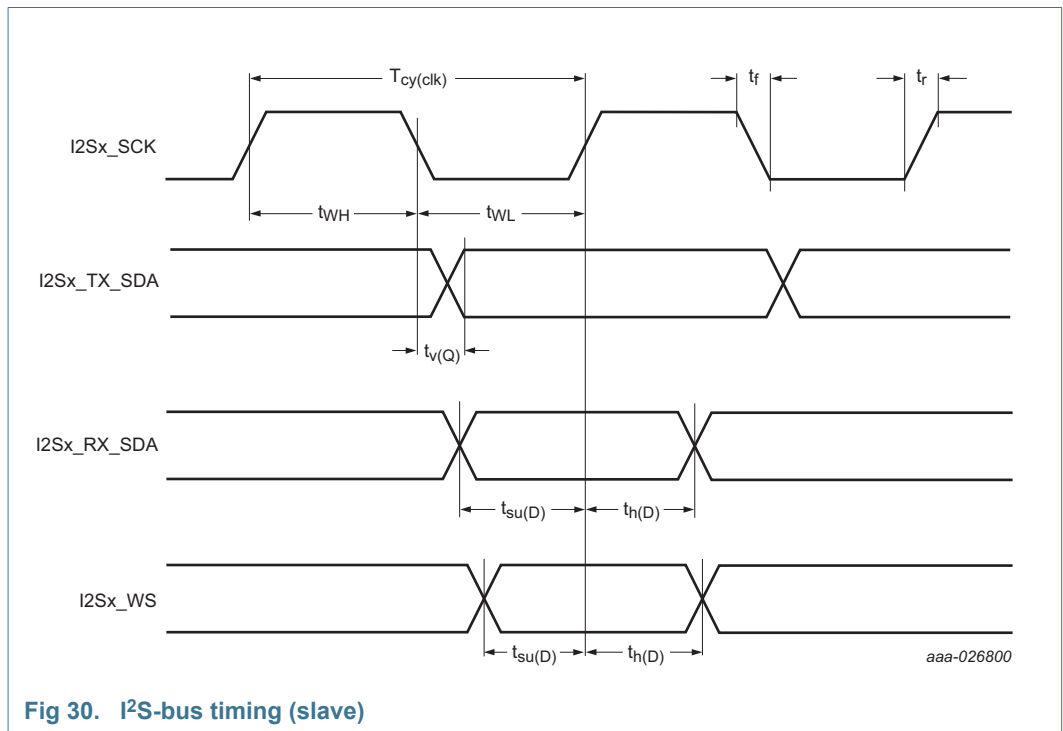 Tcy(clk)
tf
tr
I2Sx_SCK
tWH
tWL
I2Sx_TX_SDA
tv(Q)
I2Sx_RX_SDA
tsu(D)
th(D)
I2Sx_WS
tsu(D)
th(D)
aaa-026800
Fig 30. I²S-bus timing (slave)